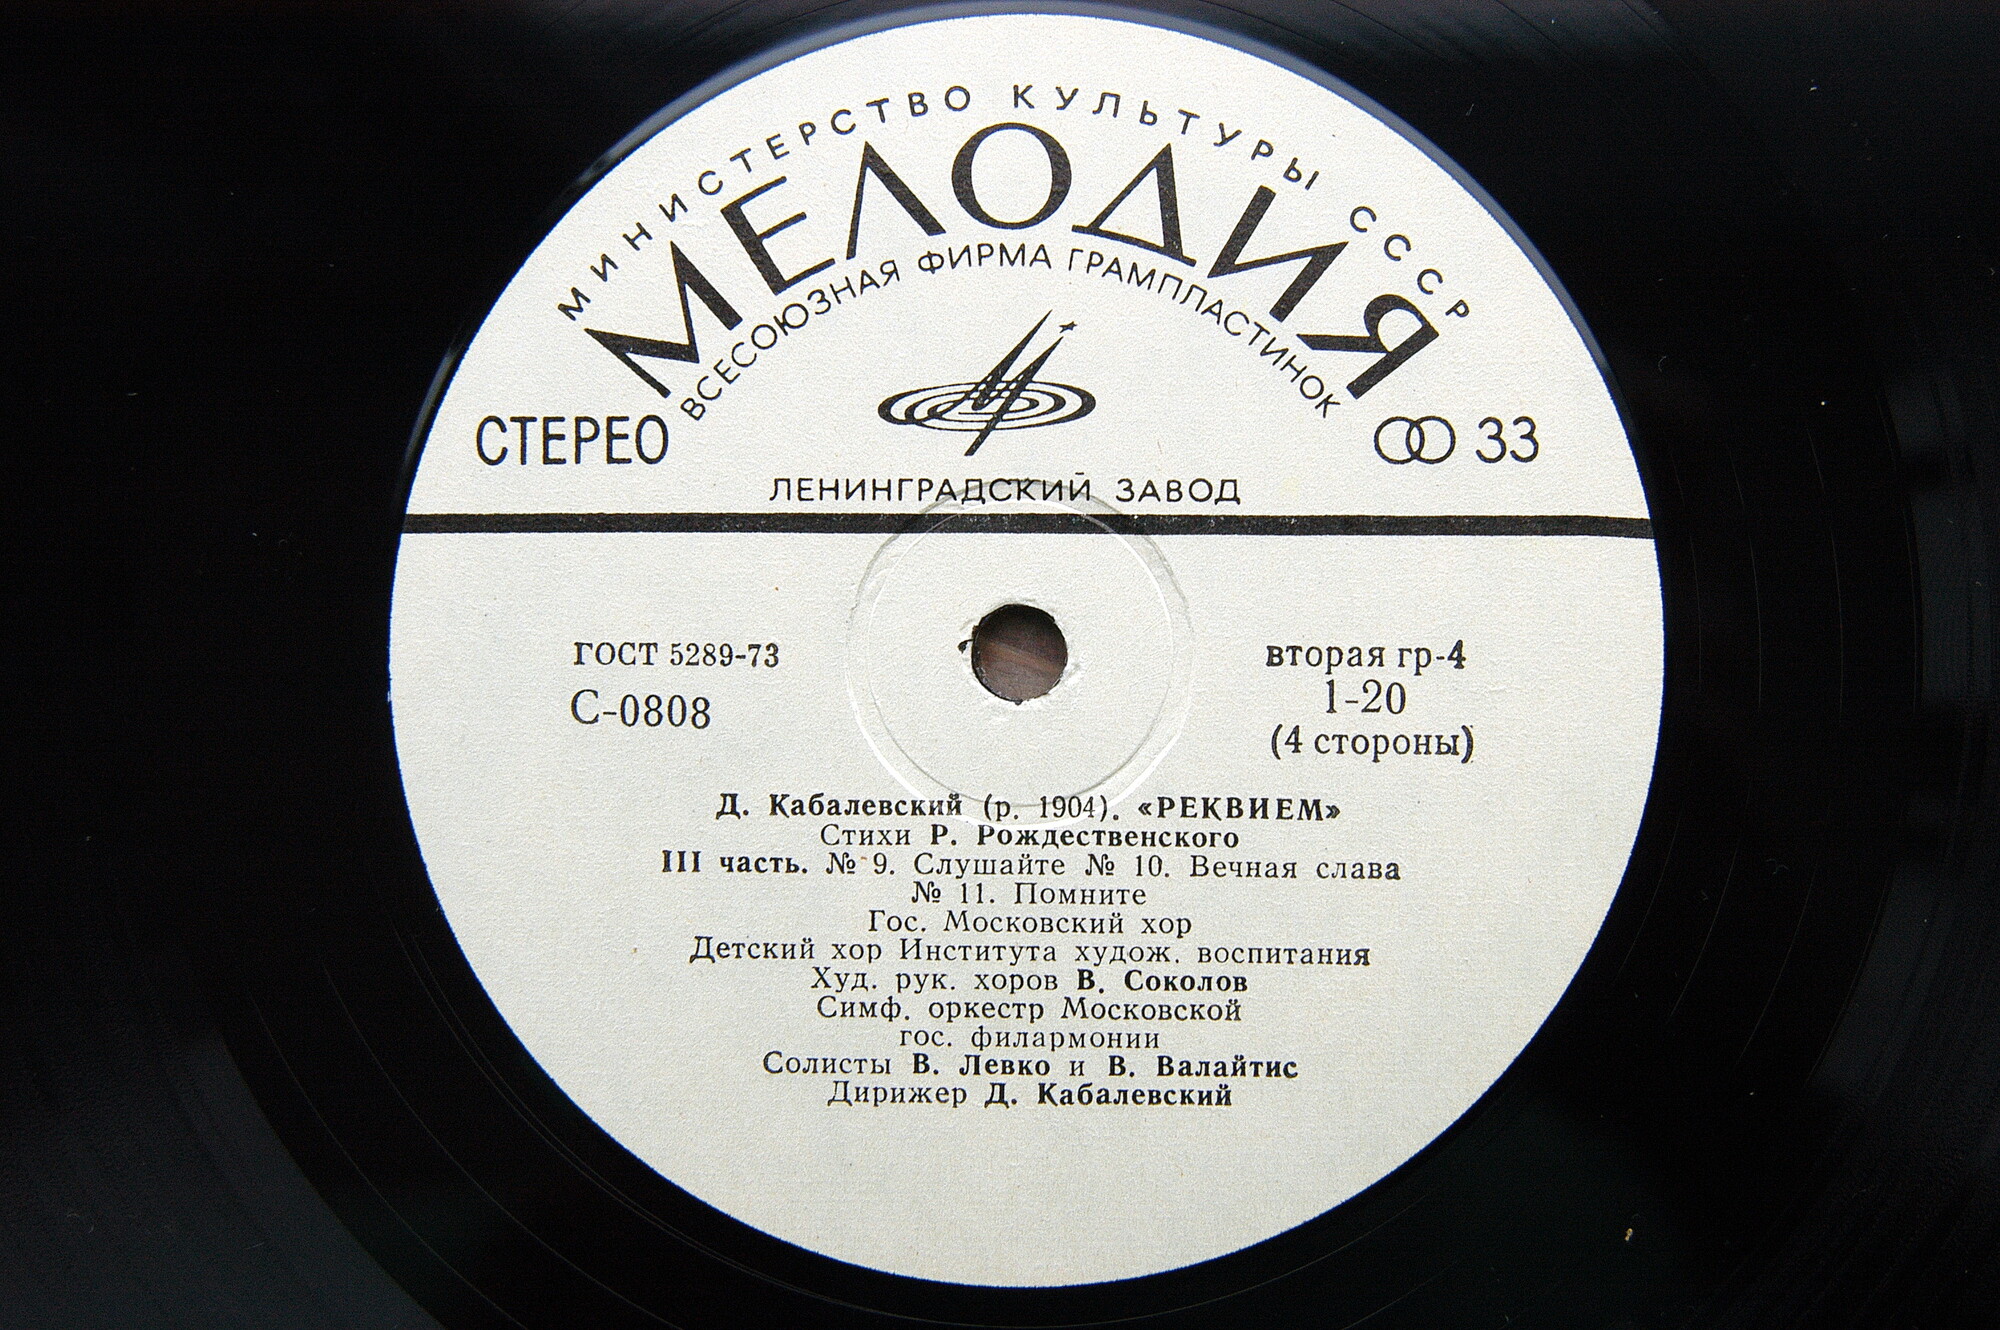 МИНИСТЕРСТВО КУЛЬТУРЫ СССР
МЕЛОДИЯ
ВСЕСОЮЗНАЯ ФИРМА ГРАМПЛАСТИНОК
СТЕРЕО
33
ЛЕНИНГРАДСКИЙ ЗАВОД
ГОСТ 5289-73
С-0808
вторая гр-4
1-20
(4 стороны)
Д. Кабалевский (р. 1904). «РЕКВИЕМ»
Стихи Р. Рождественского
III часть. № 9. Слушайте № 10. Вечная слава
№ 11. Помните
Гос. Московский хор
Детский хор Института худож. воспитания
Худ. рук. хоров В. Соколов
Симф. оркестр Московской
гос. филармонии
Солисты В. Левко и В. Валайтис
Дирижер Д. Кабалевский